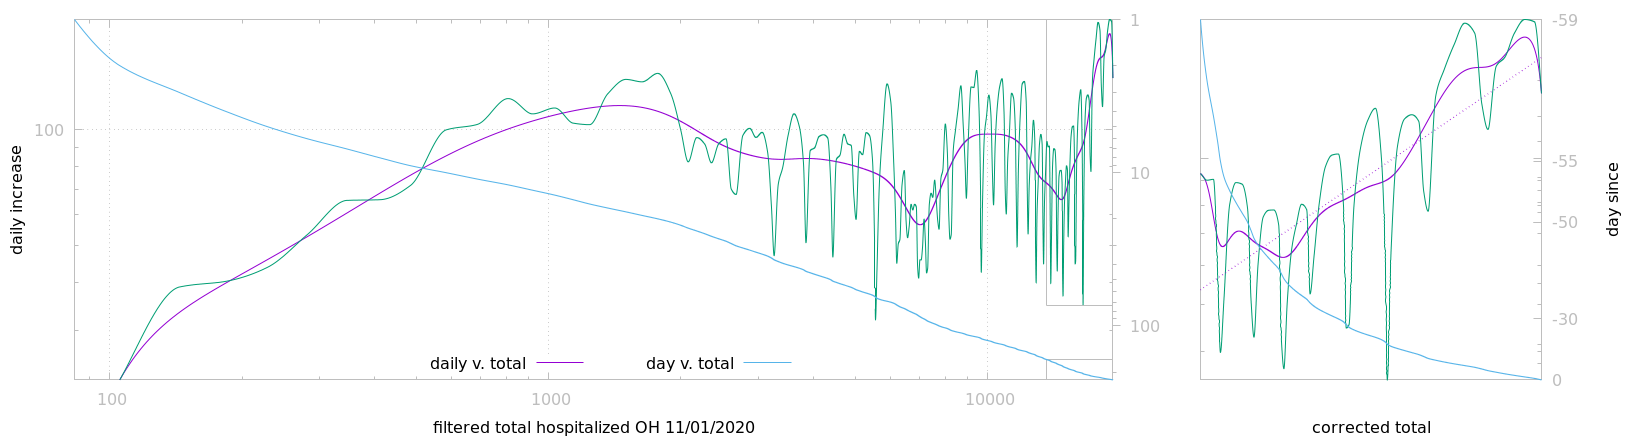 1
-59
100
daily increase
10
-55
-50
day since
100
-30
daily v. total
day v. total
0
100
1000
10000
filtered total hospitalized OH 11/01/2020
corrected total